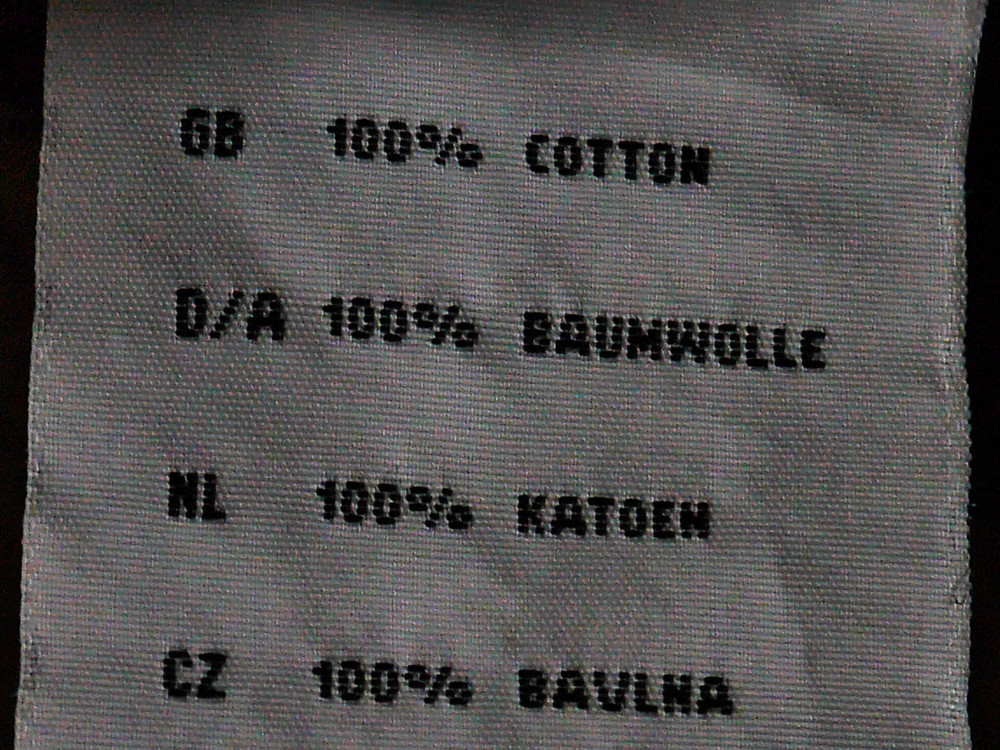 GB 100% COTTON
D/A 100% BAUMWOLLE
NL 100% KATOEN
CZ 100% BAVLNA